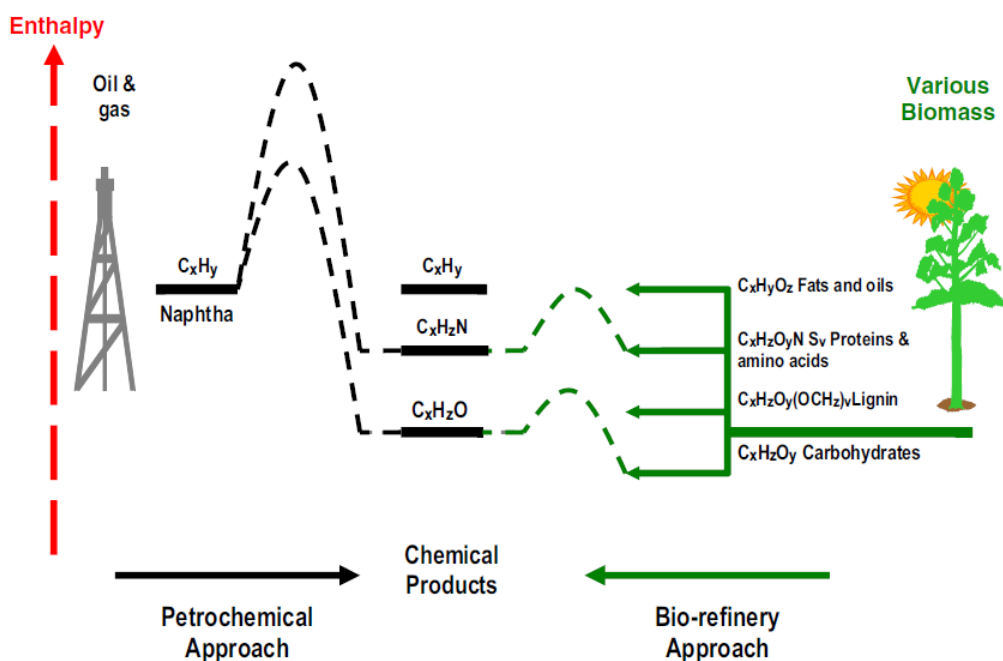 Enthalpy
Oil &
gas
Various
Biomass
CxHy
Naphtha
CxHy
CxHzN
CxHzO
CxHyOz Fats and oils
CxHzOyN Sv Proteins &
amino acids
CxHzOy(OCHz)vLignin
CxHzOy Carbohydrates
Chemical
Products
Petrochemical
Approach
Bio-refinery
Approach